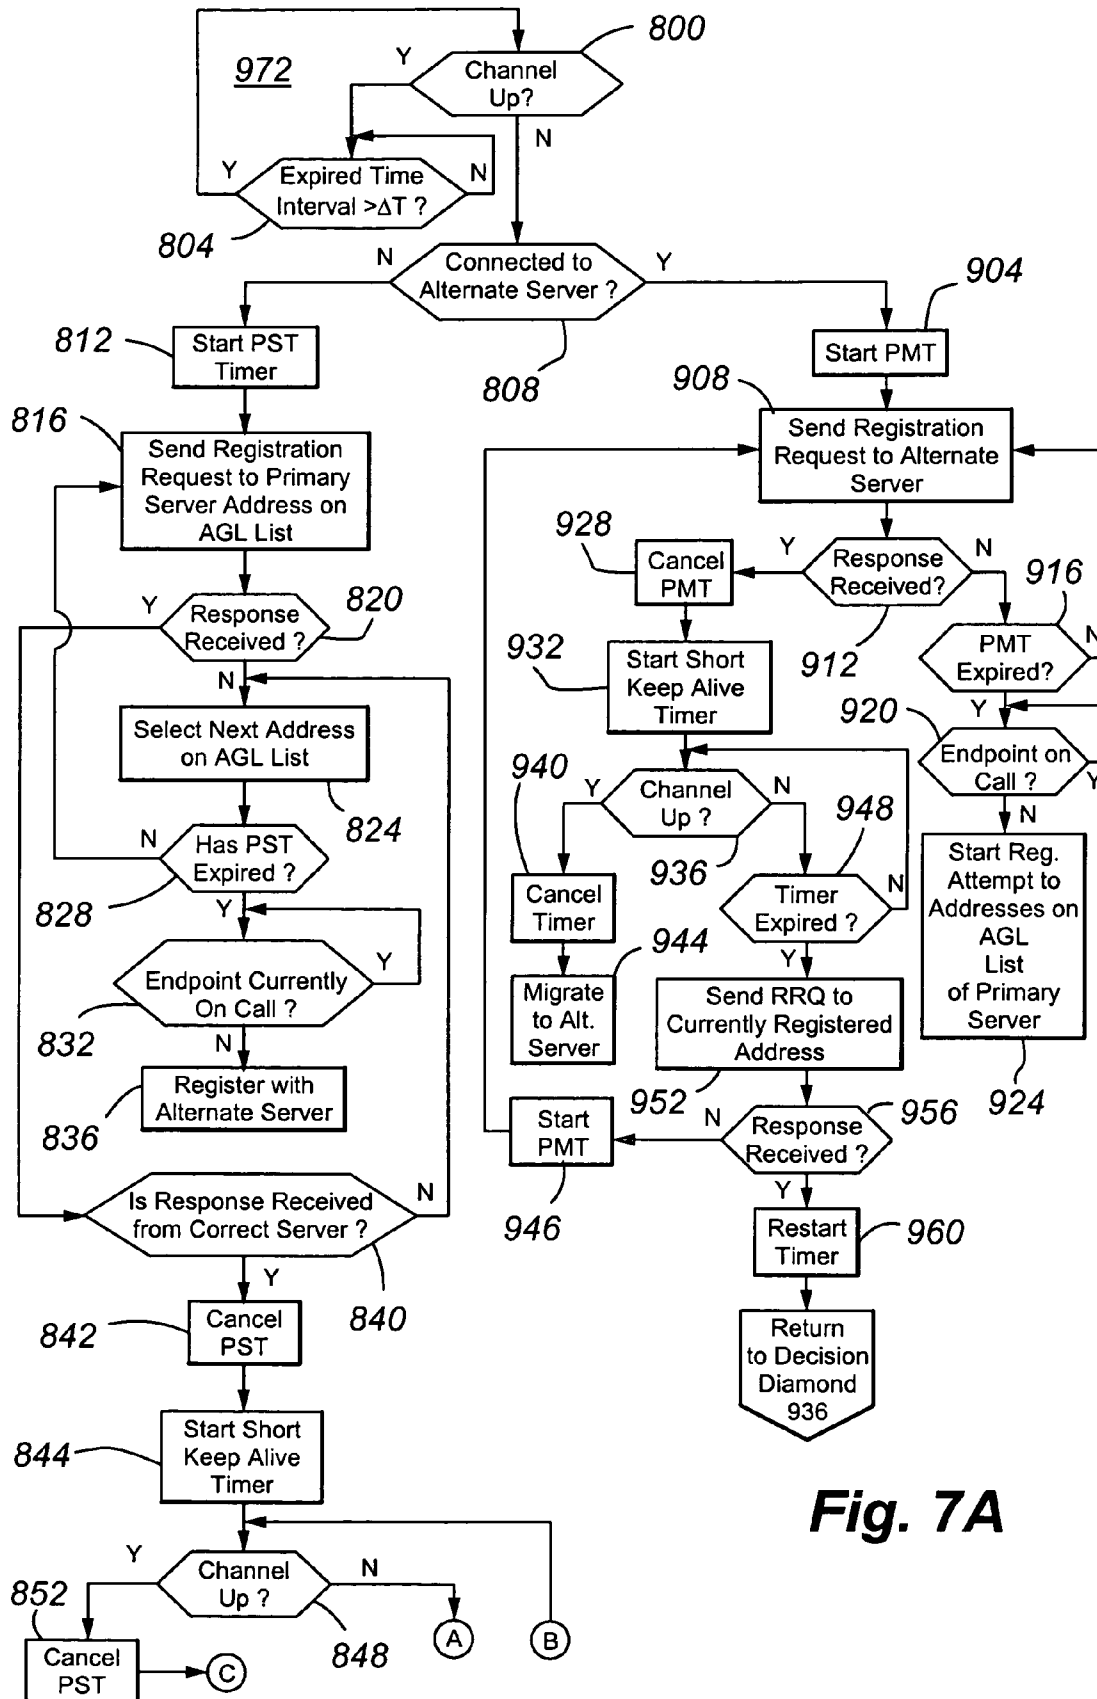 800
Y
972
Channel
Up?
N
Y
Expired Time
Interval >ΔT ?
N
804
N
Connected to
Alternate Server ?
Y
808
904
812
Start PST
Timer
Start PMT
908
816
Send Registration
Request to Primary
Server Address on
AGL List
Send Registration
Request to Alternate
Server
928
Cancel
PMT
Y
Response
Received?
N
916
912
Y
Response
Received ?
820
932
Start Short
Keep Alive
Timer
PMT
Expired?
N
N
Y
920
Select Next Address
on AGL List
824
Endpoint on
Call ?
Y
940
Y
Channel
Up ?
N
936
948
N
N
Has PST
Expired ?
828
Y
Cancel
Timer
Timer
Expired ?
N
Start Reg.
Attempt to
Addresses on
AGL
List
of Primary
Server
924
Endpoint Currently
On Call ?
Y
832
944
Y
Migrate
to Alt.
Server
Send RRQ to
Currently Registered
Address
952
N
Register with
Alternate Server
836
Start
PMT
946
N
Response
Received ?
956
Y
Is Response Received
from Correct Server ?
N
840
Restart
Timer
960
Y
842
Cancel
PST
Return
to Decision
Diamond
936
844
Start Short
Keep Alive
Timer
Fig. 7A
Y
Channel
Up ?
N
848
852
Cancel
PST
C
A
B